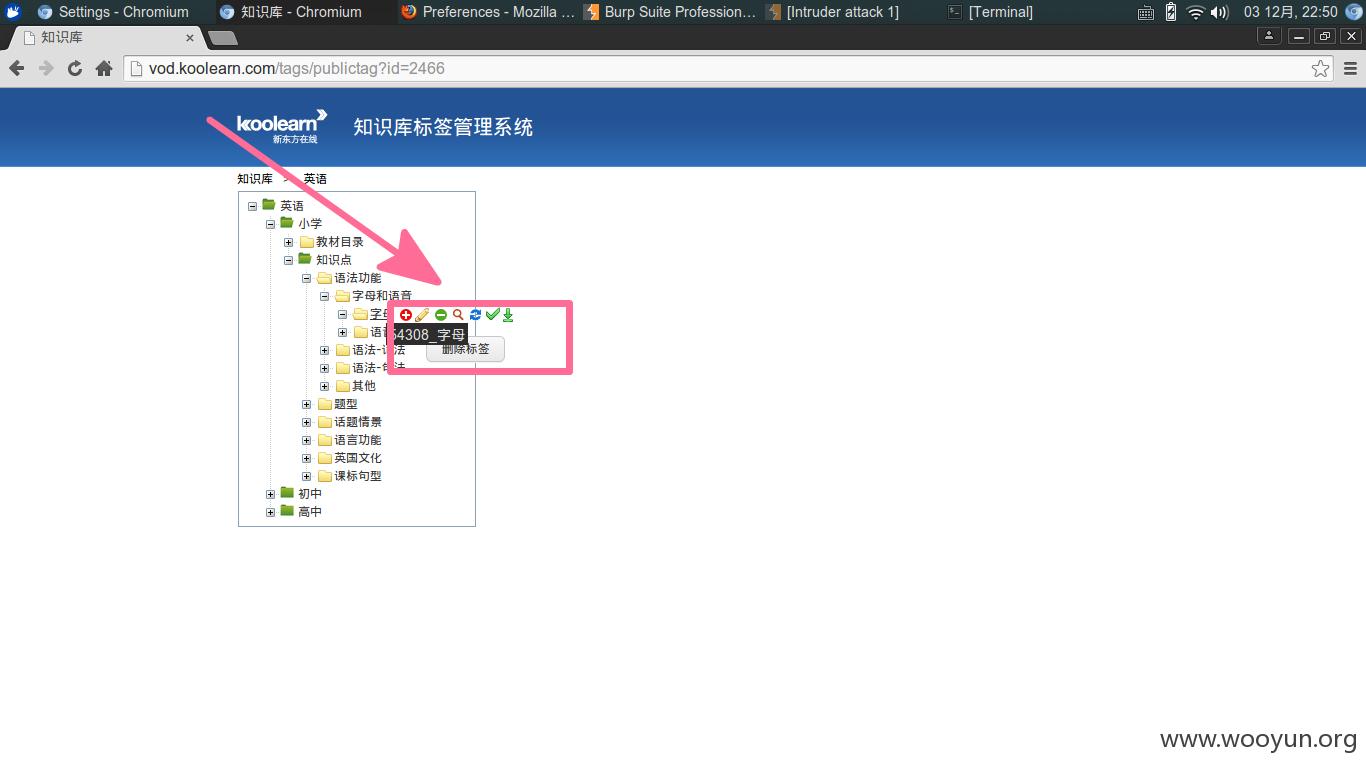 Settings - Chromium
知识库 - Chromium
Preferences - Mozilla ...
Burp Suite Profession...
[Intruder attack 1]
[Terminal]
03 12月, 22:50
知识库
vod.koolearn.com/tags/publictag?id=2466
koolearn
新东方在线
知识库标签管理系统
知识库 > 英语
英语
小学
教材目录
知识点
语法功能
字母和语音
字母
54308_字母
删除标签
语法-
语法-句法
其他
题型
话题情景
语言功能
英国文化
课标句型
初中
高中
www.wooyun.org